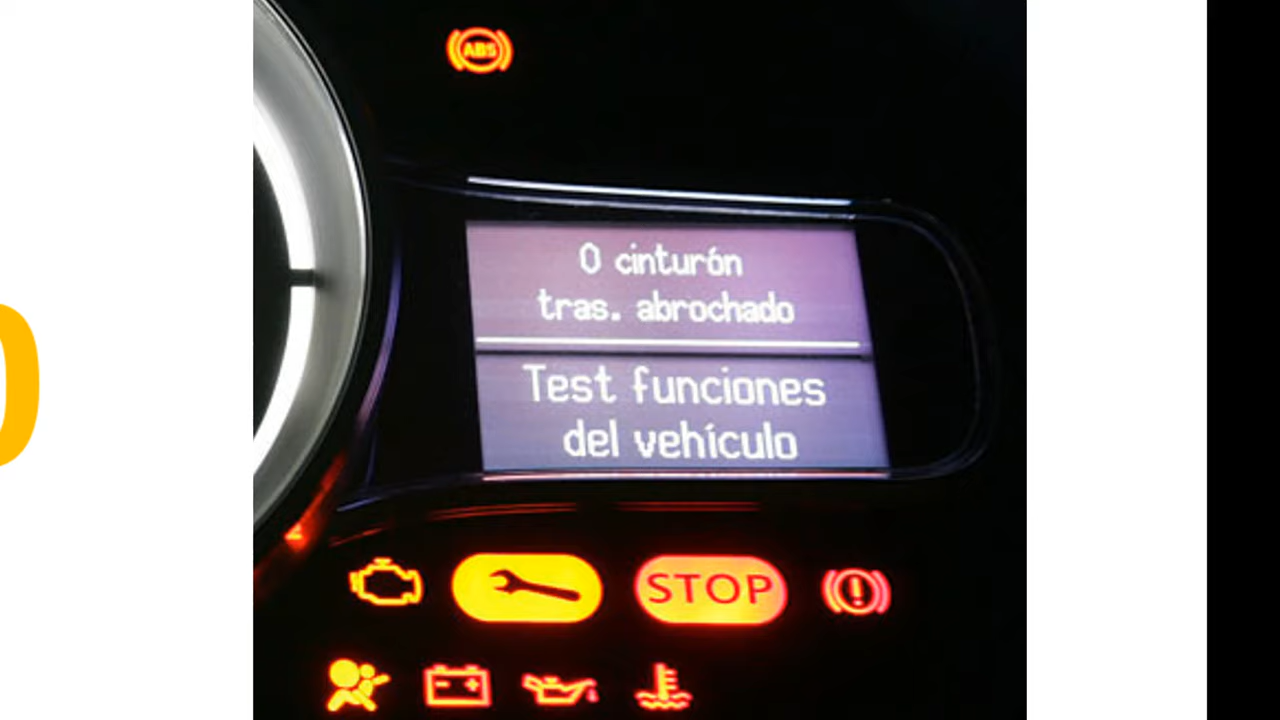 ABS
0 cinturón
tras. abrochado
Test funciones
del vehículo
STOP